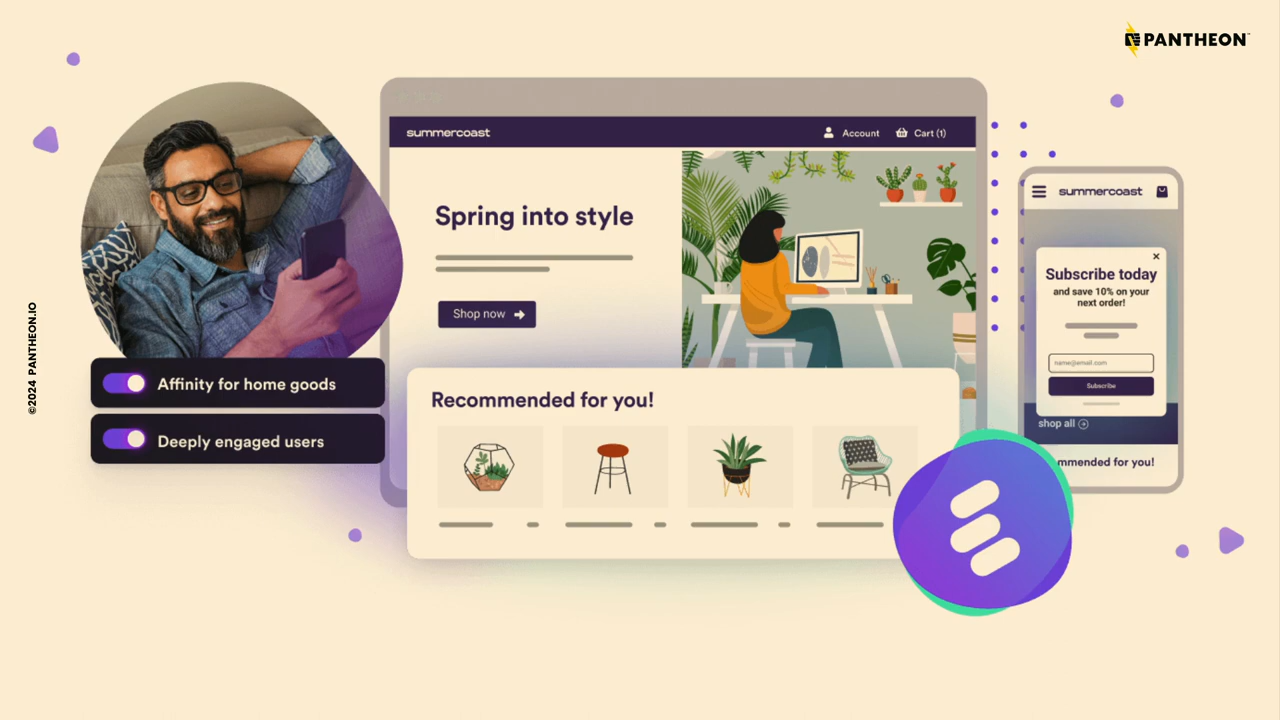 PANTHEON
©2024 PANTHEON.IO
summercoast
Account
Cart (1)
Spring into style
Shop now
Affinity for home goods
Deeply engaged users
Recommended for you!
summercoast
Subscribe today
and save 10% on your
next order!
name@email.com
Subscribe
shop all
mmended for you!